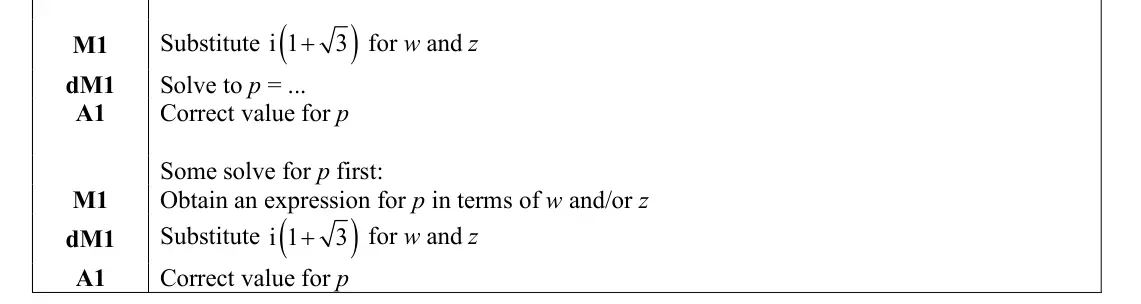 M1 Substitute i(1+√3) for w and z
dM1 Solve to p = ...
A1 Correct value for p
Some solve for p first:
M1 Obtain an expression for p in terms of w and/or z
dM1 Substitute i(1+√3) for w and z
A1 Correct value for p